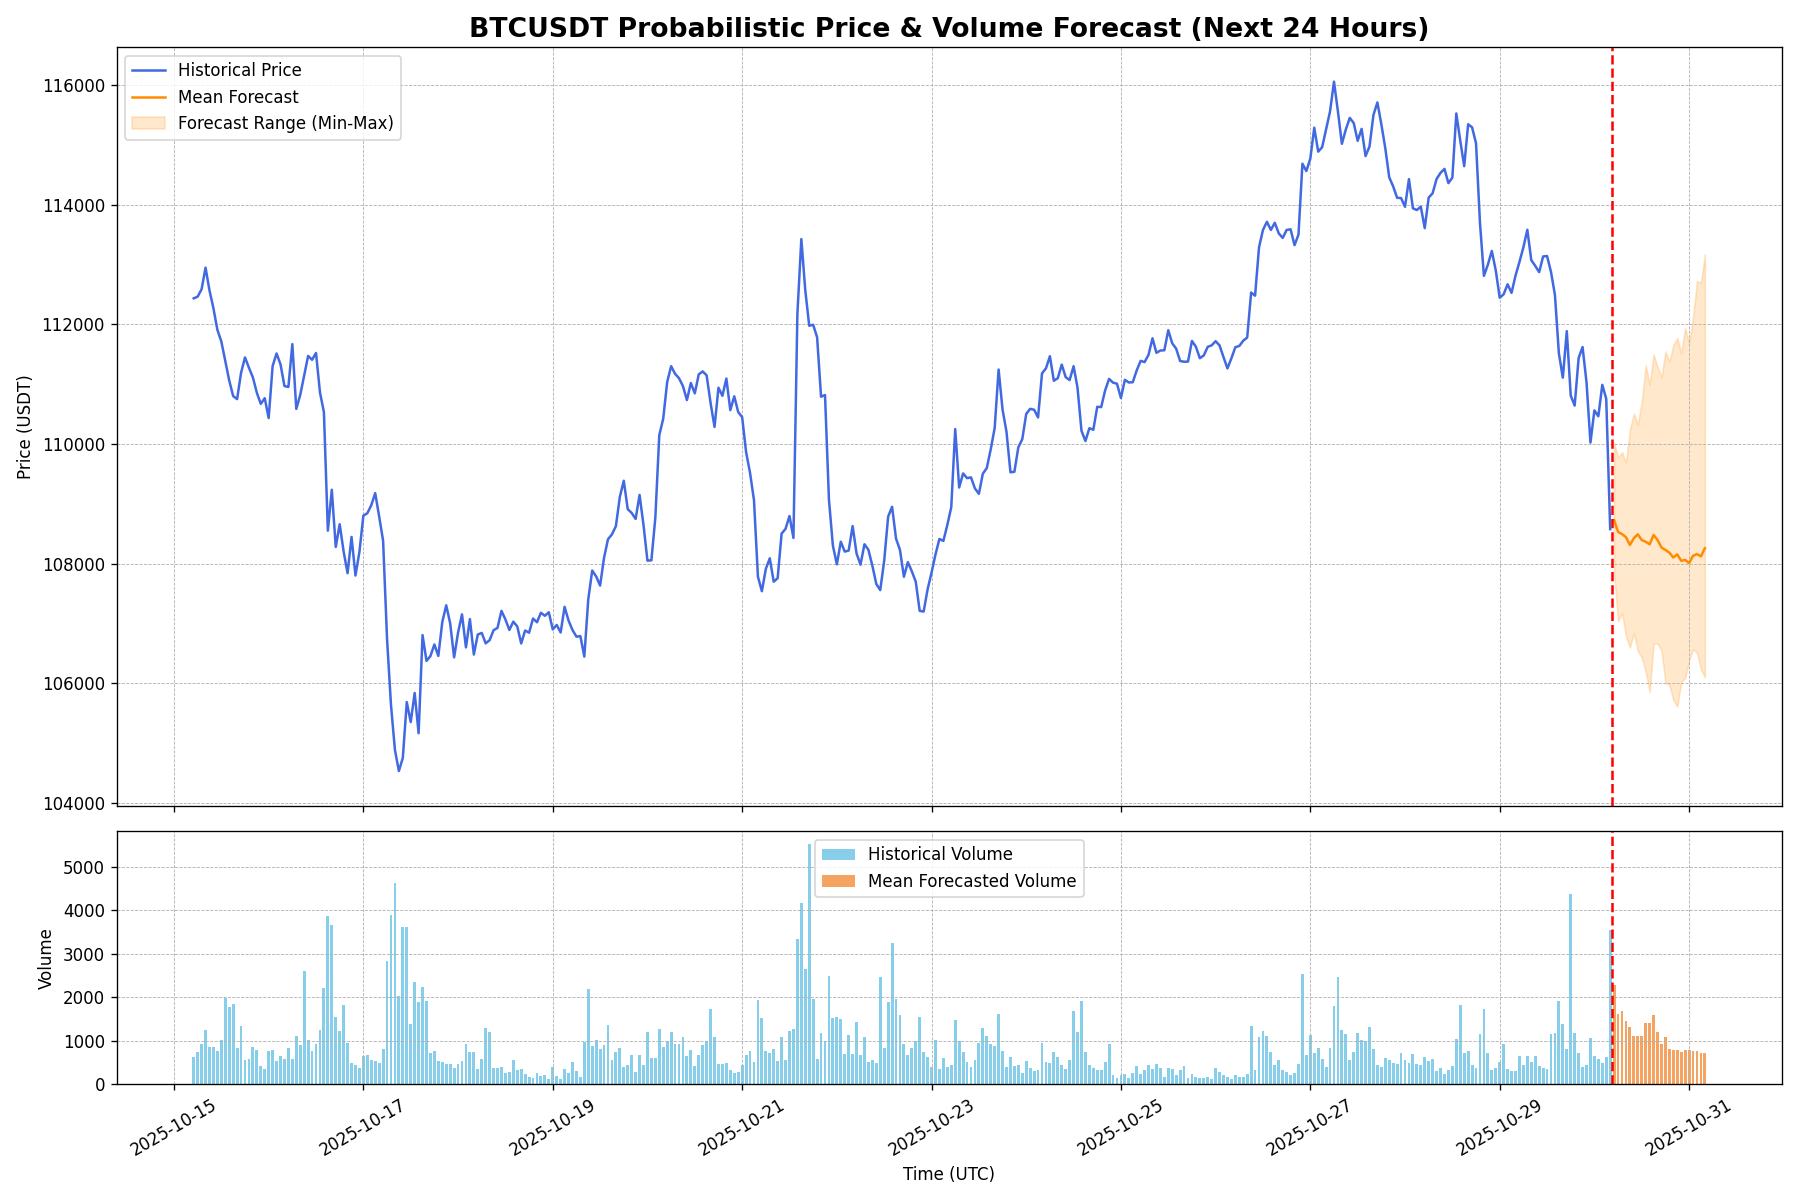 BTCUSDT Probabilistic Price & Volume Forecast (Next 24 Hours)
Historical Price
Mean Forecast
Forecast Range (Min-Max)
Price (USDT)
116000
114000
112000
110000
108000
106000
104000
Historical Volume
Mean Forecasted Volume
Volume
5000
4000
3000
2000
1000
0
2025-10-15
2025-10-17
2025-10-19
2025-10-21
2025-10-23
2025-10-25
2025-10-27
2025-10-29
2025-10-31
Time (UTC)